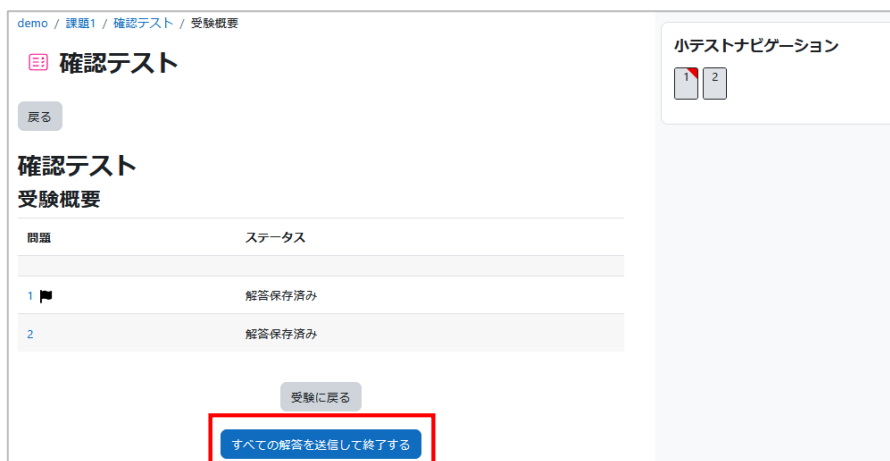 demo / 課題1 / 確認テスト / 受験概要
確認テスト
戻る
確認テスト
受験概要
問題 ステータス
1 解答保存済み
2 解答保存済み
受験に戻る
すべての解答を送信して終了する
小テストナビゲーション
1 2